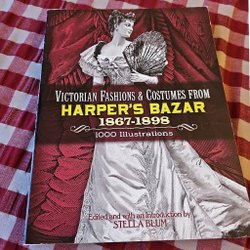 VICTORIAN FASHIONS & COSTUMES FROM
HARPER'S BAZAR
1867-1898
1000 Illustrations
Edited and with an Introduction by
STELLA BLUM